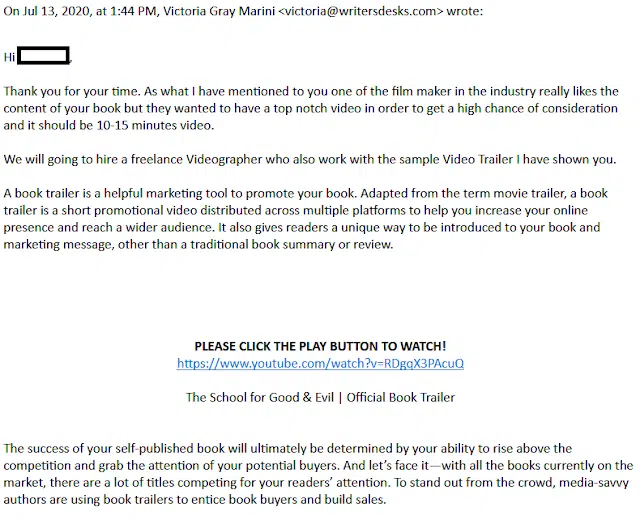 On Jul 13, 2020, at 1:44 PM, Victoria Gray Marini <victoria@writersdesks.com> wrote:
Hi ,
Thank you for your time. As what I have mentioned to you one of the film maker in the industry really likes the
content of your book but they wanted to have a top notch video in order to get a high chance of consideration
and it should be 10-15 minutes video.
We will going to hire a freelance Videographer who also work with the sample Video Trailer I have shown you.
A book trailer is a helpful marketing tool to promote your book. Adapted from the term movie trailer, a book
trailer is a short promotional video distributed across multiple platforms to help you increase your online
presence and reach a wider audience. It also gives readers a unique way to be introduced to your book and
marketing message, other than a traditional book summary or review.
PLEASE CLICK THE PLAY BUTTON TO WATCH!
https://www.youtube.com/watch?v=RDgqX3PAcuQ
The School for Good & Evil | Official Book Trailer
The success of your self-published book will ultimately be determined by your ability to rise above the
competition and grab the attention of your potential buyers. And let's face it—with all the books currently on the
market, there are a lot of titles competing for your readers' attention. To stand out from the crowd, media-savvy
authors are using book trailers to entice book buyers and build sales.